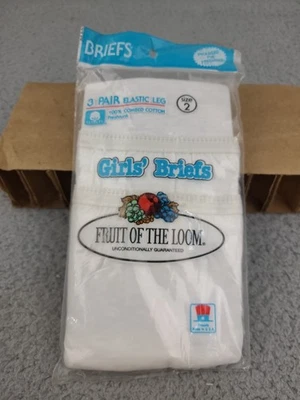 BRIEFS
3-PAIR ELASTIC LEG
100% COMBED COTTON
SIZE
2
Girls' Briefs
FRUIT OF THE LOOM®
UNCONDITIONALLY GUARANTEED